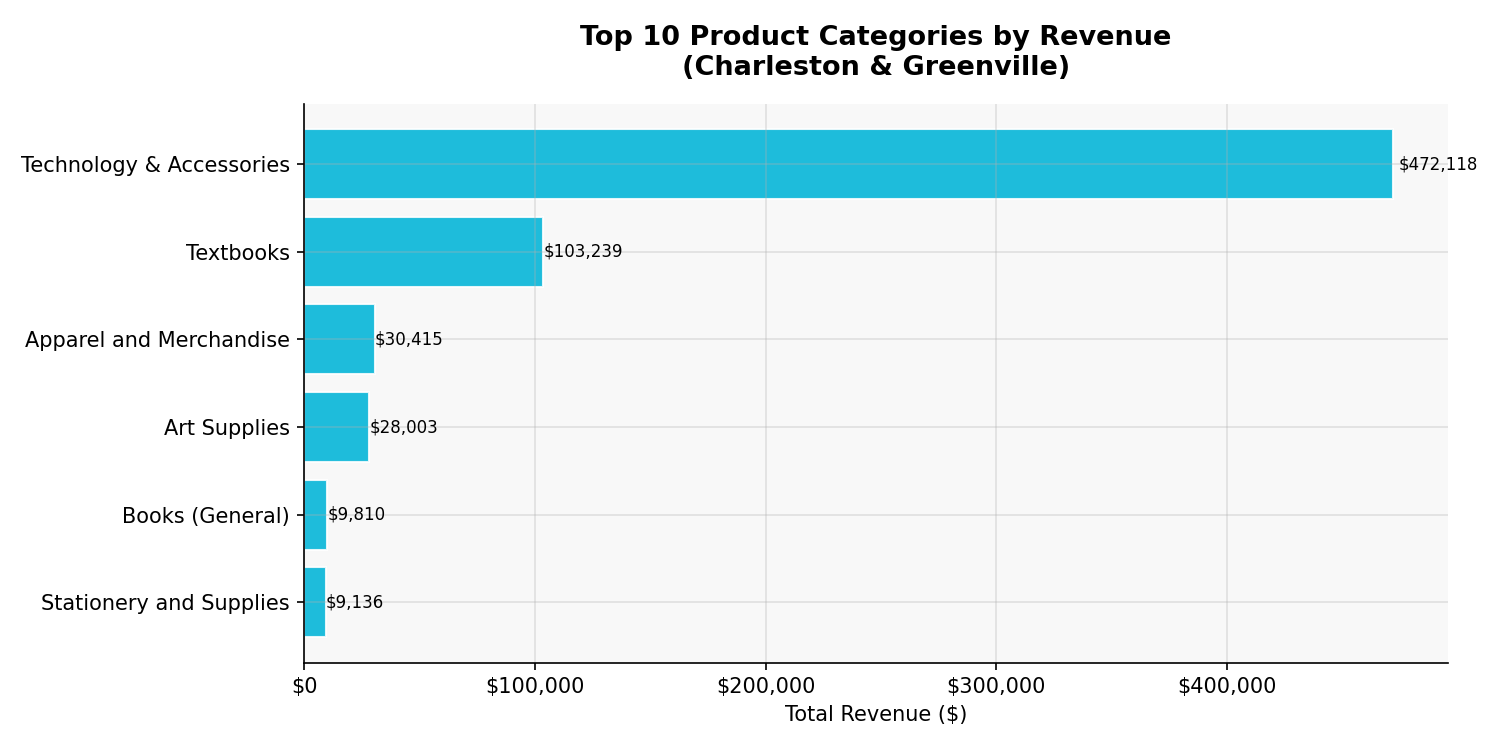 Top 10 Product Categories by Revenue
(Charleston & Greenville)
Technology & Accessories
$472,118
Textbooks
$103,239
Apparel and Merchandise
$30,415
Art Supplies
$28,003
Books (General)
$9,810
Stationery and Supplies
$9,136
$0
$100,000
$200,000
$300,000
$400,000
Total Revenue ($)